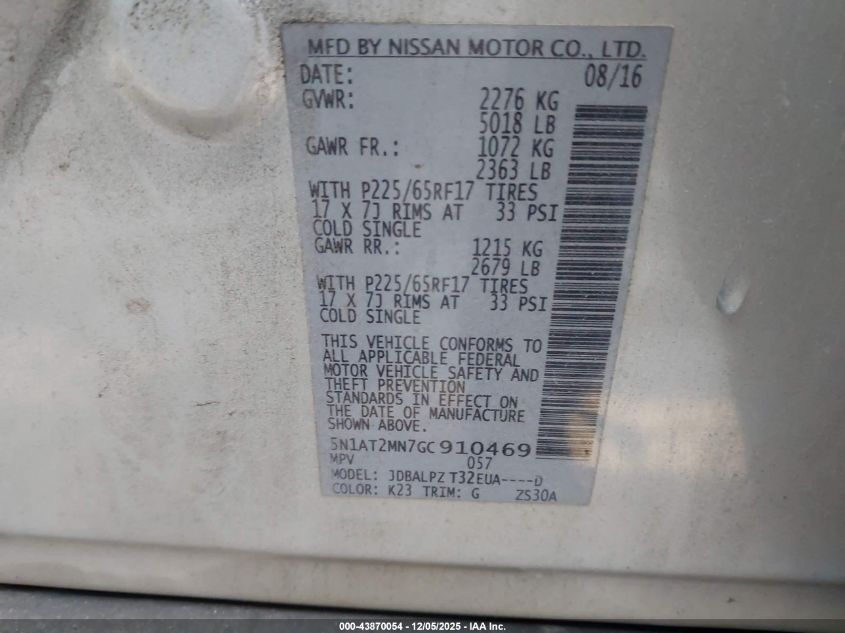 MFD BY NISSAN MOTOR CO., LTD.
DATE: 08/16
GVWR: 2276 KG
5018 LB
GAWR FR.: 1072 KG
2363 LB
WITH P225/65RF17 TIRES
17 X 7J RIMS AT 33 PSI
COLD SINGLE
GAWR RR.: 1215 KG
2679 LB
WITH P225/65RF17 TIRES
17 X 7J RIMS AT 33 PSI
COLD SINGLE
THIS VEHICLE CONFORMS TO
ALL APPLICABLE FEDERAL
MOTOR VEHICLE SAFETY AND
THEFT PREVENTION
STANDARDS IN EFFECT ON
THE DATE OF MANUFACTURE
SHOWN ABOVE.
5N1AT2MN7GC910469
MPV 057
MODEL: JDBALPZ T32EUA----D
COLOR: K23 TRIM: G ZS30A
000-43870054 - 12/05/2025 - IAA Inc.